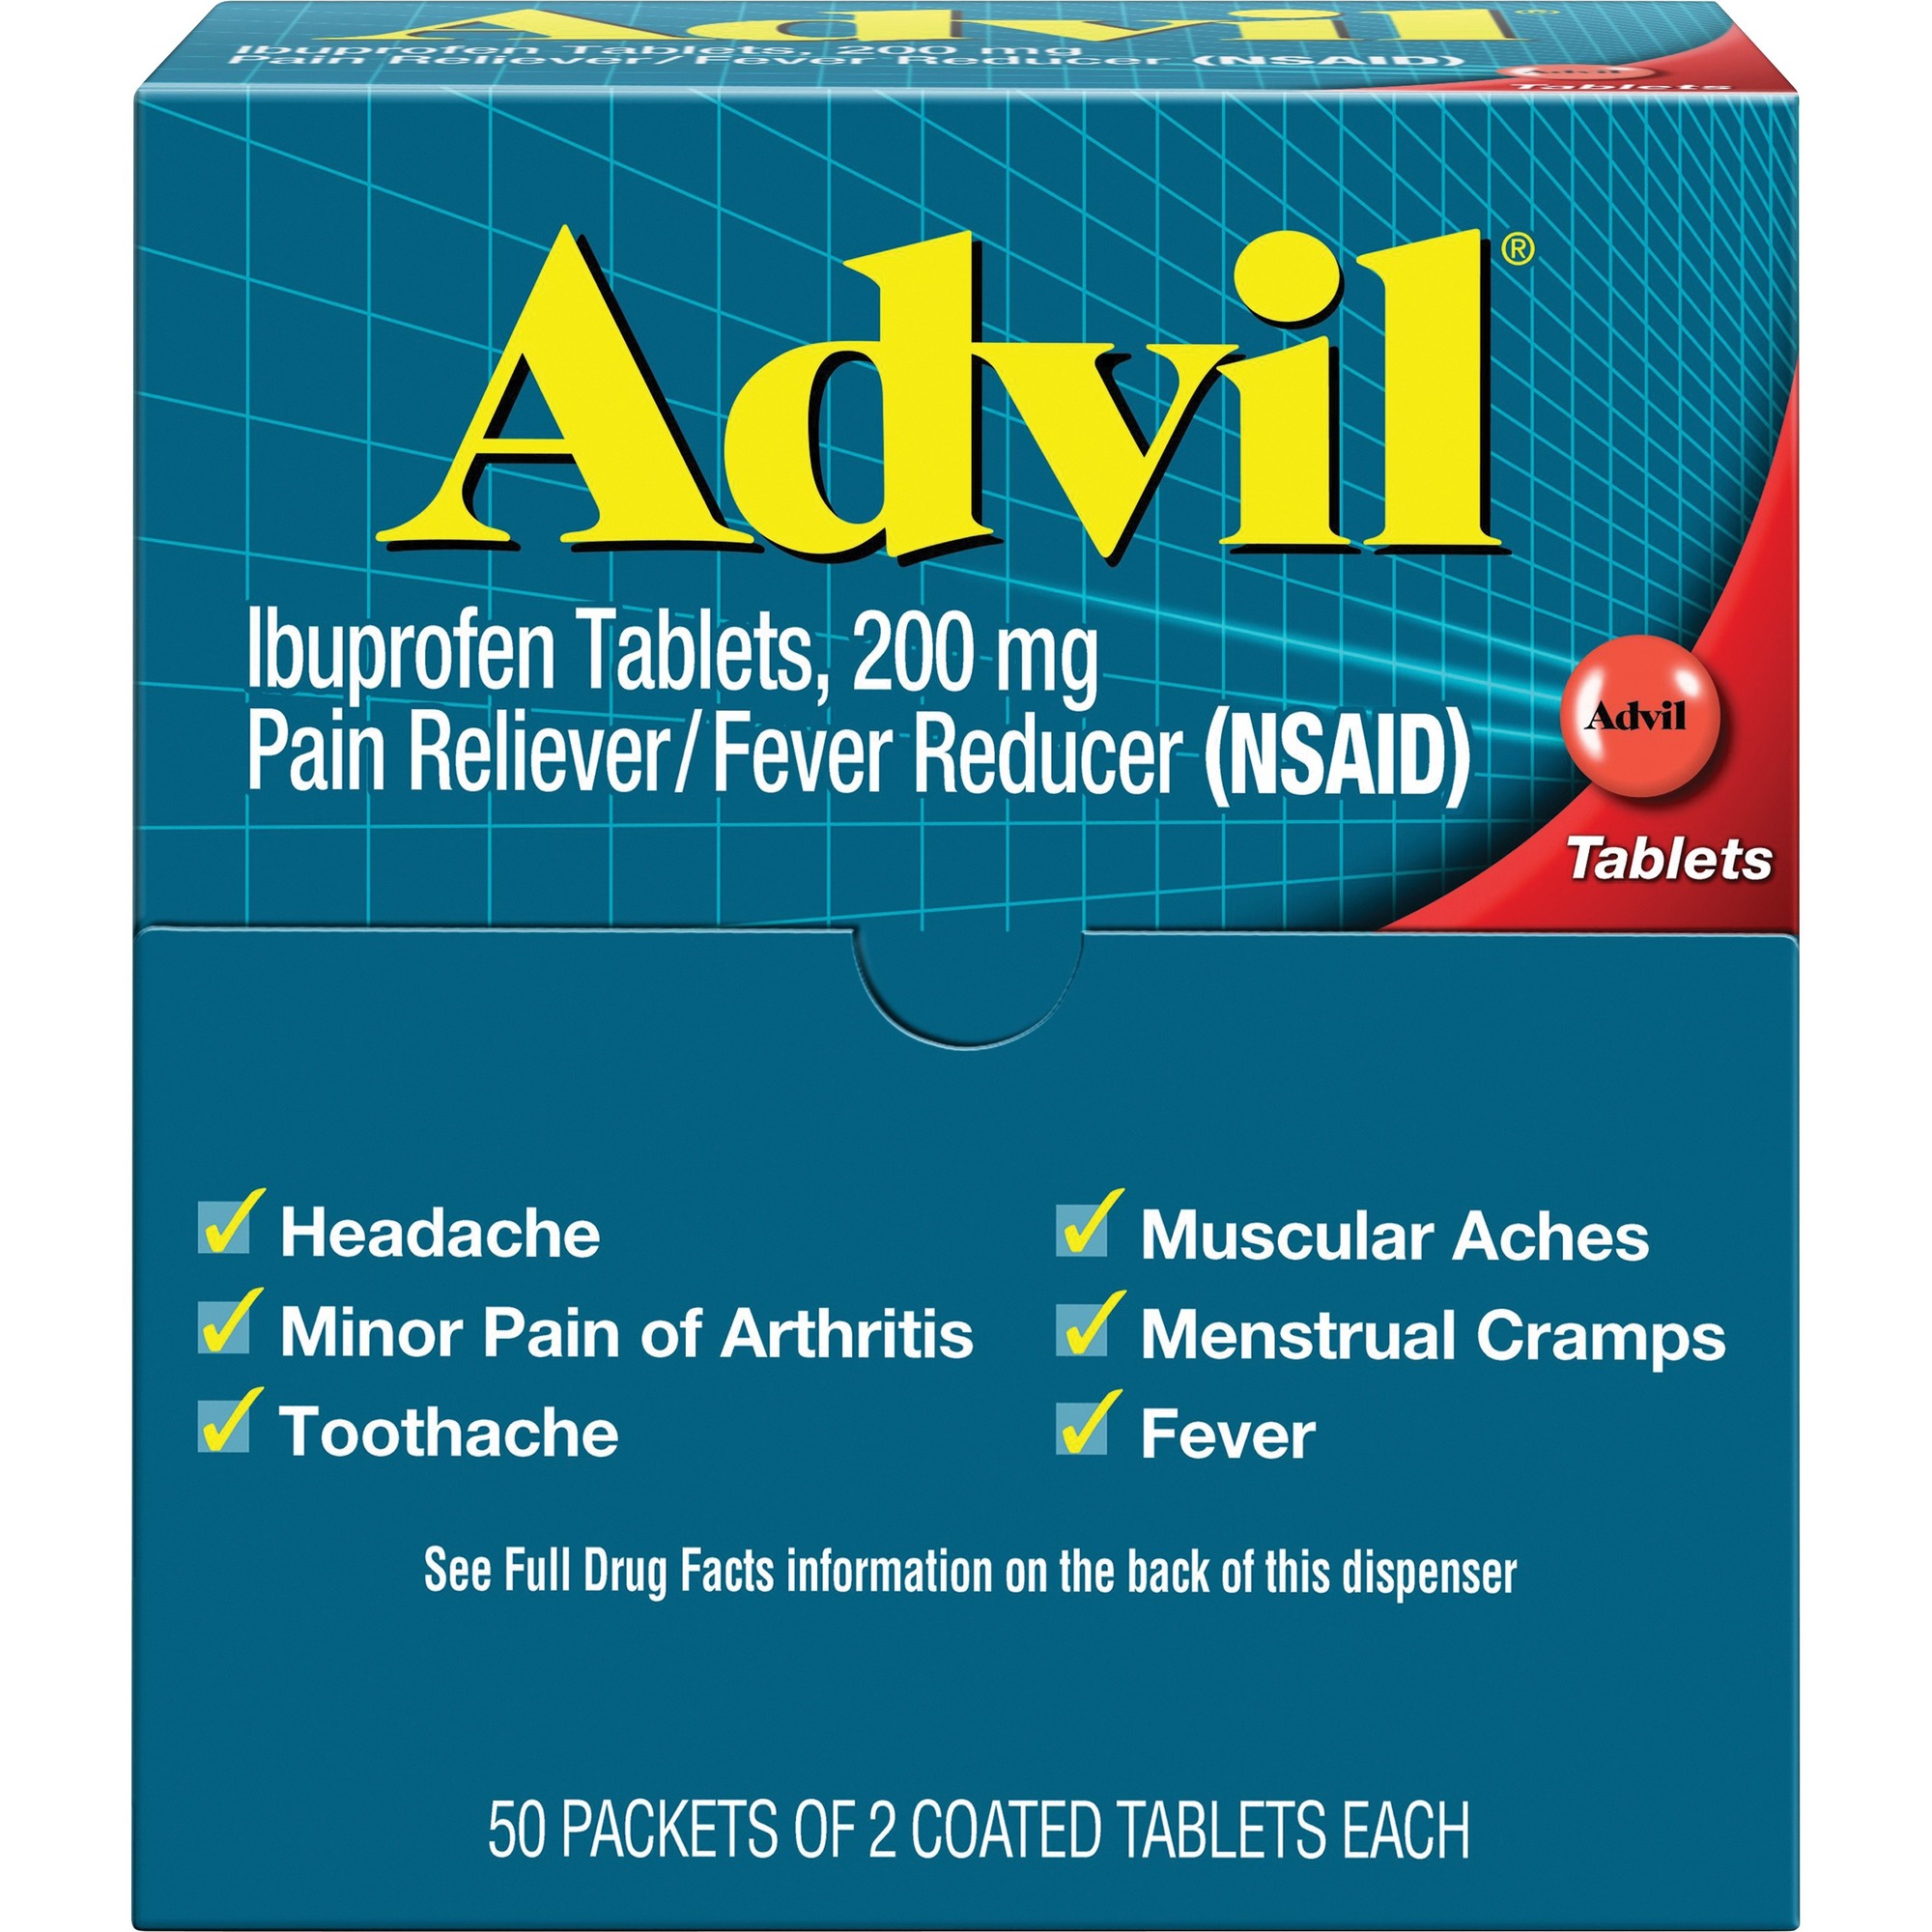 Advil®
Ibuprofen Tablets, 200 mg
Pain Reliever/Fever Reducer (NSAID)
Advil
Tablets
Advil®
Ibuprofen Tablets, 200 mg
Pain Reliever/Fever Reducer (NSAID)
Advil
Tablets
Headache
Muscular Aches
Minor Pain of Arthritis
Menstrual Cramps
Toothache
Fever
See Full Drug Facts information on the back of this dispenser
50 PACKETS OF 2 COATED TABLETS EACH